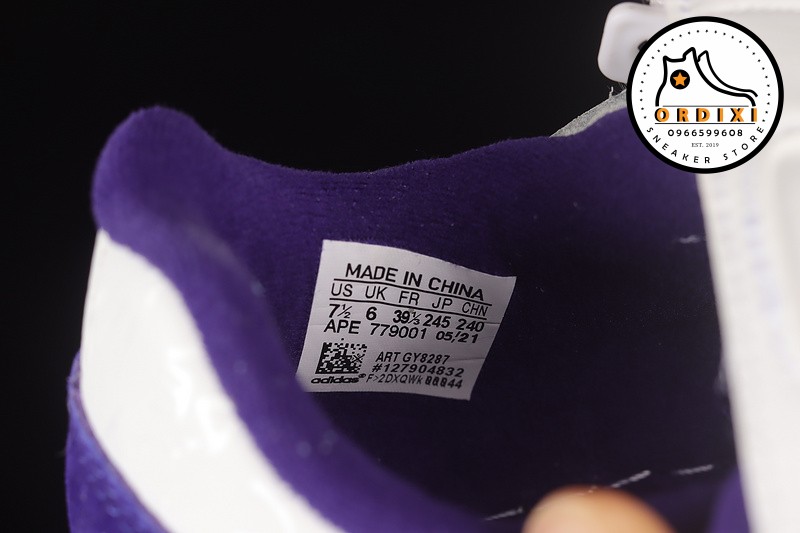 ORDIXI
0966599608
EST. 2019
SNEAKER STORE
MADE IN CHINA
US UK FR JP CHN
7½ 6 39⅓ 245 240
APE 779001 05/21
ART GY8287
#127904832
adidas®